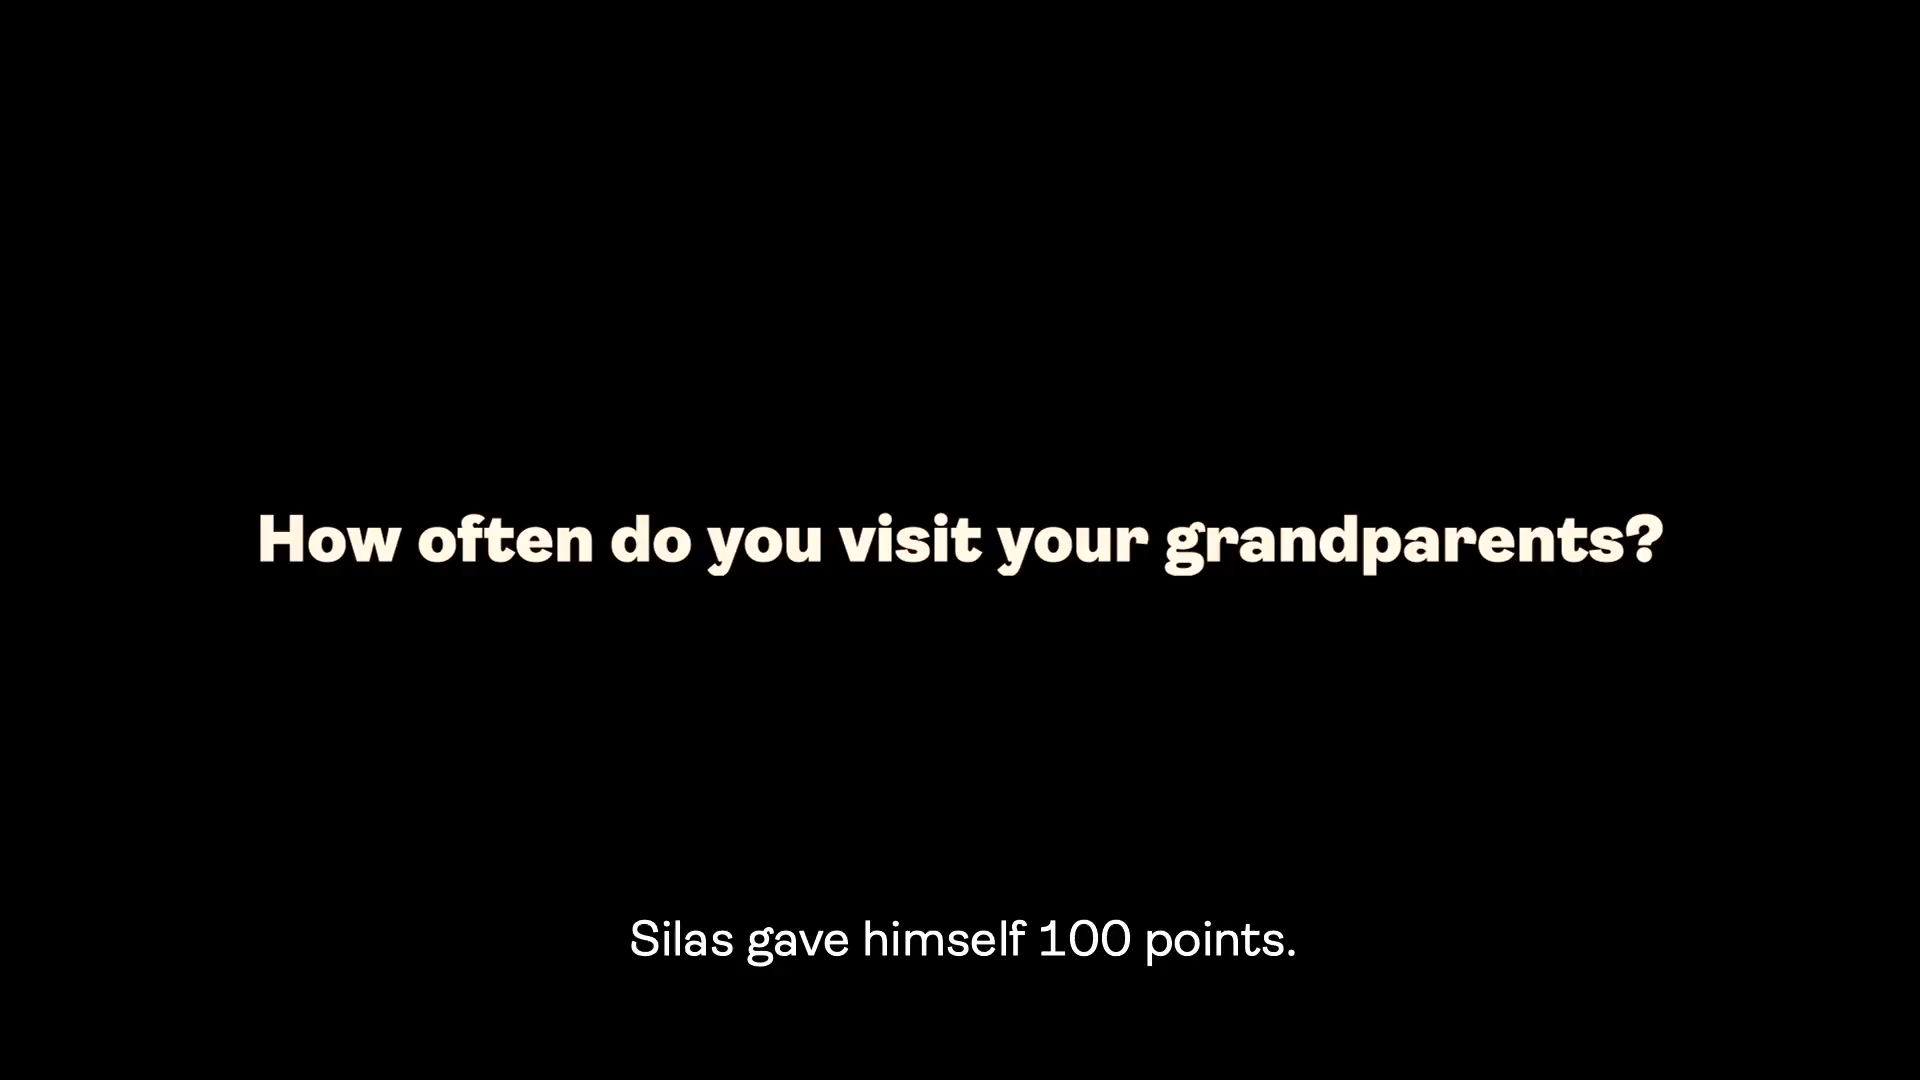 How often do you visit your grandparents?
Silas gave himself 100 points.